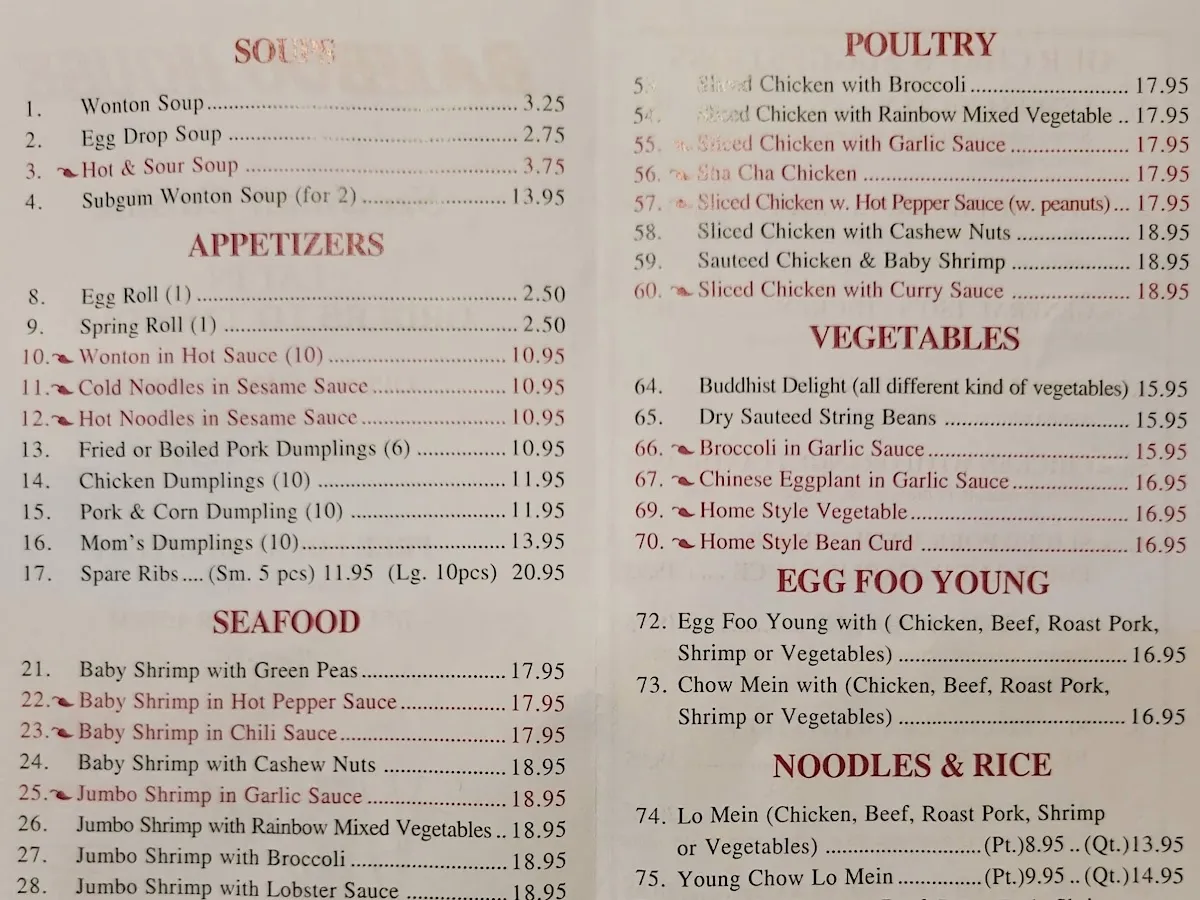 SOUPS
1. Wonton Soup 3.25
2. Egg Drop Soup 2.75
3. Hot & Sour Soup 3.75
4. Subgum Wonton Soup (for 2) 13.95
APPETIZERS
8. Egg Roll (1) 2.50
9. Spring Roll (1) 2.50
10. Wonton in Hot Sauce (10) 10.95
11. Cold Noodles in Sesame Sauce 10.95
12. Hot Noodles in Sesame Sauce 10.95
13. Fried or Boiled Pork Dumplings (6) 10.95
14. Chicken Dumplings (10) 11.95
15. Pork & Corn Dumpling (10) 11.95
16. Mom's Dumplings (10) 13.95
17. Spare Ribs.... (Sm. 5 pcs) 11.95 (Lg. 10pcs) 20.95
SEAFOOD
21. Baby Shrimp with Green Peas 17.95
22. Baby Shrimp in Hot Pepper Sauce 17.95
23. Baby Shrimp in Chili Sauce 17.95
24. Baby Shrimp with Cashew Nuts 18.95
25. Jumbo Shrimp in Garlic Sauce 18.95
26. Jumbo Shrimp with Rainbow Mixed Vegetables .. 18.95
27. Jumbo Shrimp with Broccoli 18.95
28. Jumbo Shrimp with Lobster Sauce 18.95
POULTRY
53. Sliced Chicken with Broccoli 17.95
54. Sliced Chicken with Rainbow Mixed Vegetable .. 17.95
55. Sliced Chicken with Garlic Sauce 17.95
56. Sha Cha Chicken 17.95
57. Sliced Chicken w. Hot Pepper Sauce (w. peanuts) ... 17.95
58. Sliced Chicken with Cashew Nuts 18.95
59. Sauteed Chicken & Baby Shrimp 18.95
60. Sliced Chicken with Curry Sauce 18.95
VEGETABLES
64. Buddhist Delight (all different kind of vegetables) 15.95
65. Dry Sauteed String Beans 15.95
66. Broccoli in Garlic Sauce 15.95
67. Chinese Eggplant in Garlic Sauce 16.95
69. Home Style Vegetable 16.95
70. Home Style Bean Curd 16.95
EGG FOO YOUNG
72. Egg Foo Young with ( Chicken, Beef, Roast Pork,
Shrimp or Vegetables) 16.95
73. Chow Mein with (Chicken, Beef, Roast Pork,
Shrimp or Vegetables) 16.95
NOODLES & RICE
74. Lo Mein (Chicken, Beef, Roast Pork, Shrimp
or Vegetables) (Pt.)8.95 .. (Qt.)13.95
75. Young Chow Lo Mein (Pt.)9.95 .. (Qt.)14.95